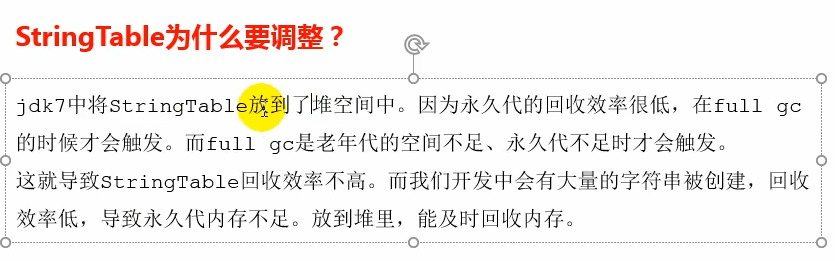 StringTable为什么要调整？
jdk7中将StringTable放到了堆空间中。因为永久代的回收效率很低，在full gc
的时候才会触发。而full gc是老年代的空间不足、永久代不足时才会触发。
这就导致StringTable回收效率不高。而我们开发中会有大量的字符串被创建，回收
效率低，导致永久代内存不足。放到堆里，能及时回收内存。